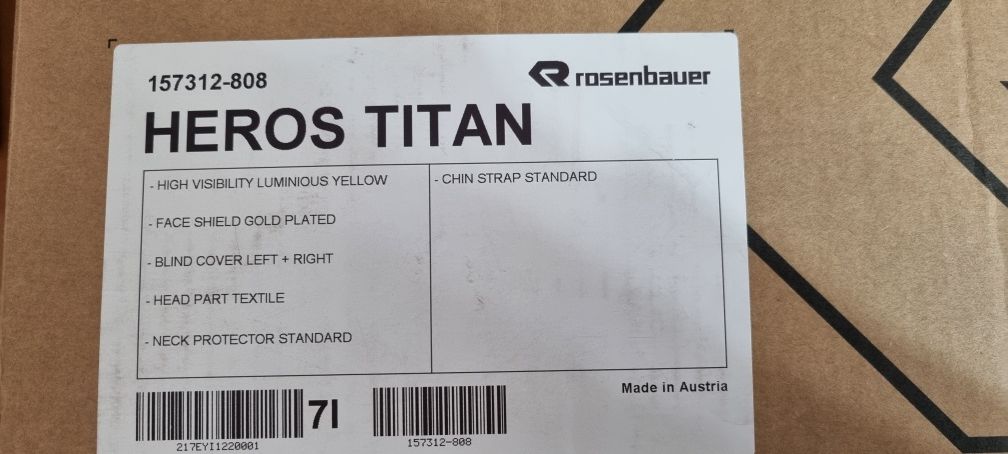 157312-808
rosenbauer
HEROS TITAN
- HIGH VISIBILITY LUMINIOUS YELLOW
- FACE SHIELD GOLD PLATED
- BLIND COVER LEFT + RIGHT
- HEAD PART TEXTILE
- NECK PROTECTOR STANDARD
- CHIN STRAP STANDARD
Made in Austria
7I
217EYI1220001
157312-808